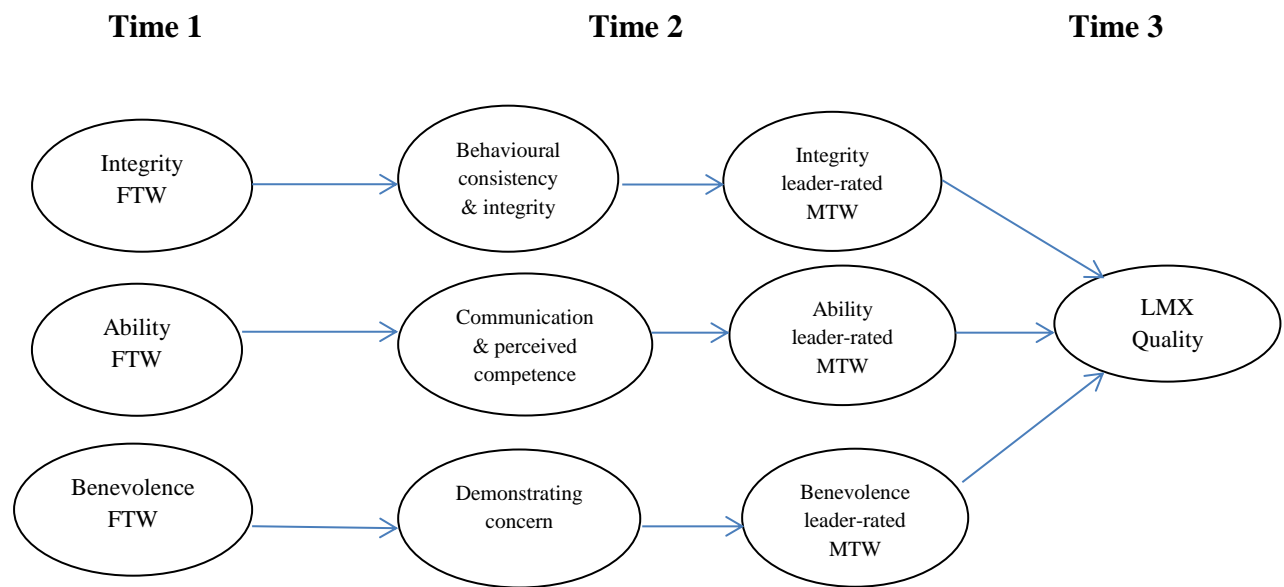 Time 1
Time 2
Time 3
Integrity
FTW
Behavioural
consistency
& integrity
Integrity
leader-rated
MTW
Ability
FTW
Communication
& perceived
competence
Ability
leader-rated
MTW
LMX
Quality
Benevolence
FTW
Demonstrating
concern
Benevolence
leader-rated
MTW